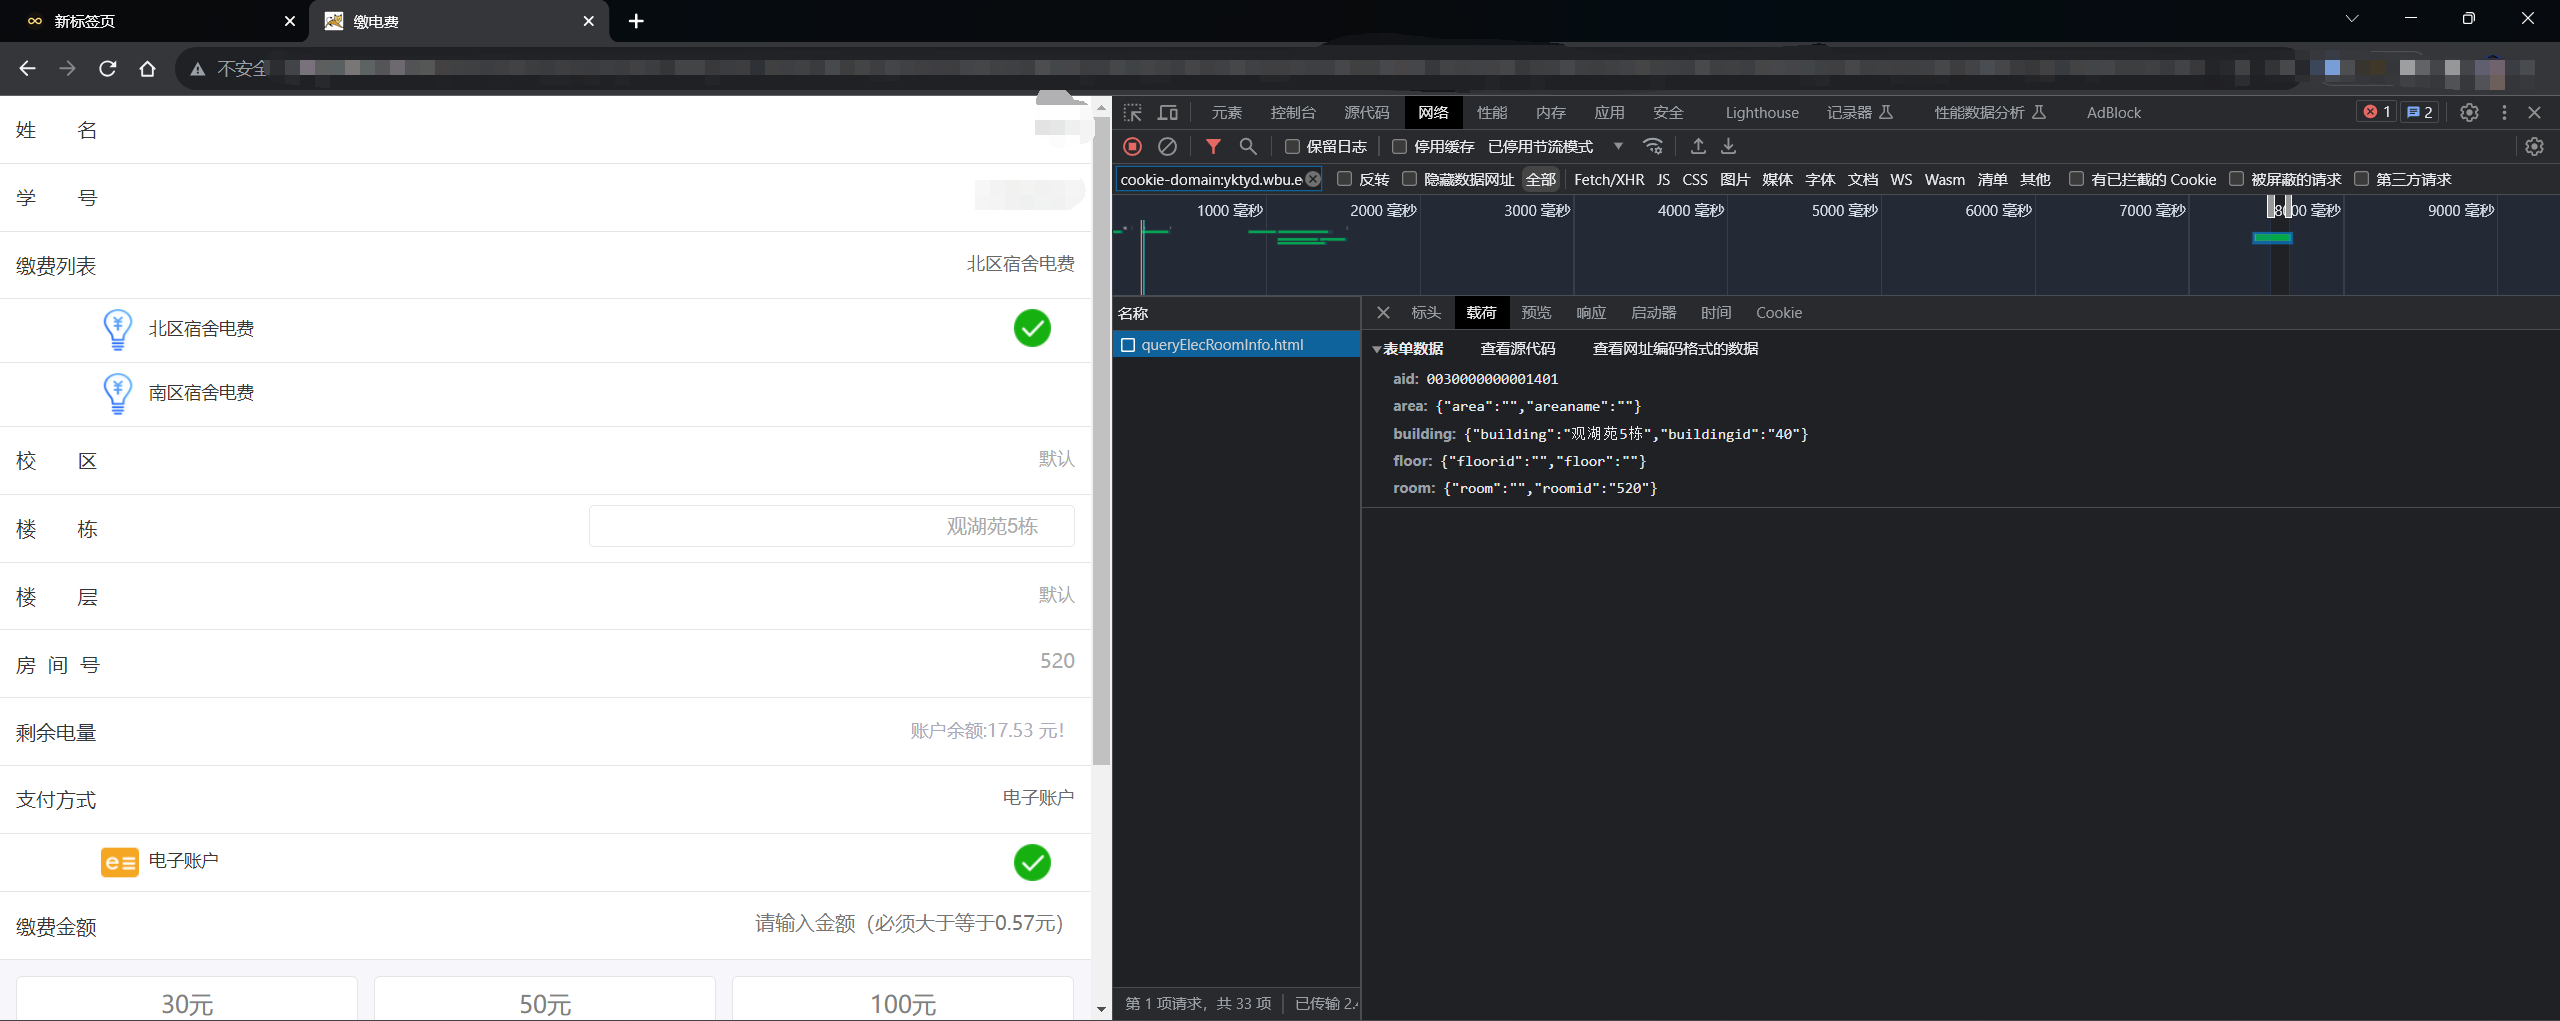 新标签页
缴电费
不安全
姓 名
学 号
缴费列表 北区宿舍电费
北区宿舍电费
南区宿舍电费
校 区 默认
楼 栋 观湖苑5栋
楼 层 默认
房 间 号 520
剩余电量 账户余额:17.53 元!
支付方式 电子账户
电子账户
缴费金额 请输入金额（必须大于等于0.57元）
30元 50元 100元
元素 控制台 源代码 网络 性能 内存 应用 安全 Lighthouse 记录器 性能数据分析 AdBlock 1 2
保留日志 停用缓存 已停用节流模式
cookie-domain:yktyd.wbu.e 反转 隐藏数据网址 全部 Fetch/XHR JS CSS 图片 媒体 字体 文档 WS Wasm 清单 其他 有已拦截的 Cookie 被屏蔽的请求 第三方请求
1000 毫秒 2000 毫秒 3000 毫秒 4000 毫秒 5000 毫秒 6000 毫秒 7000 毫秒 8000 毫秒 9000 毫秒
名称
queryElecRoomInfo.html
第 1 项请求，共 33 项 已传输 2.
标头 载荷 预览 响应 启动器 时间 Cookie
表单数据 查看源代码 查看网址编码格式的数据
aid: 0030000000001401
area: {"area":"","areaname":""}
building: {"building":"观湖苑5栋","buildingid":"40"}
floor: {"floorid":"","floor":""}
room: {"room":"","roomid":"520"}